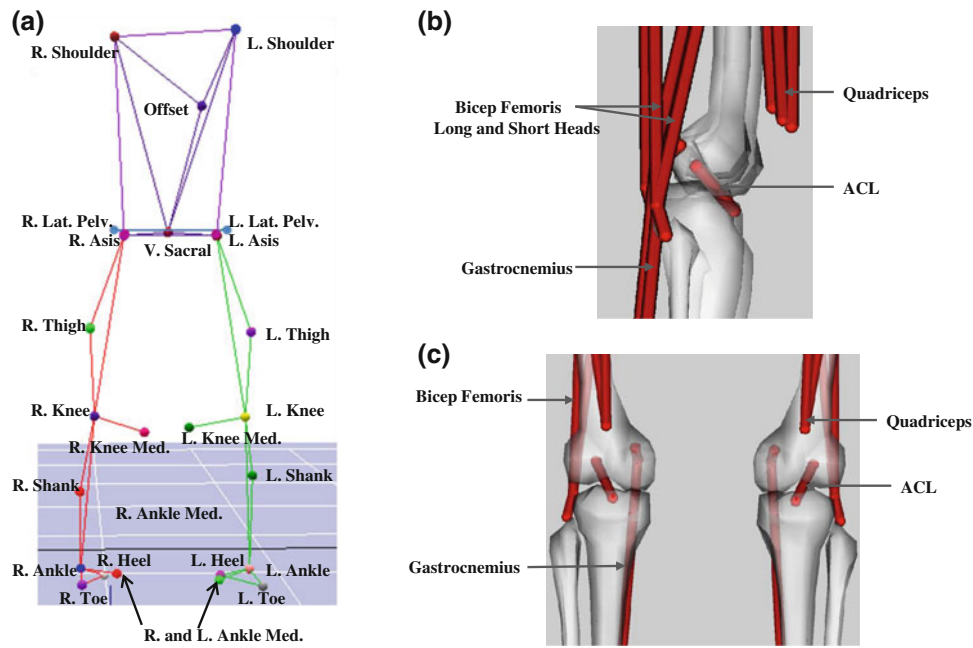 (a)
R. Shoulder
L. Shoulder
Offset
R. Lat. Pelv.
L. Lat. Pelv.
R. Asis
V. Sacral
L. Asis
R. Thigh
L. Thigh
R. Knee
L. Knee
R. Knee Med.
L. Knee Med.
R. Shank
L. Shank
R. Ankle Med.
R. Heel
L. Heel
R. Ankle
L. Ankle
R. Toe
L. Toe
R. and L. Ankle Med.
(b)
Bicep Femoris
Long and Short Heads
Quadriceps
ACL
Gastrocnemius
(c)
Bicep Femoris
Quadriceps
ACL
Gastrocnemius